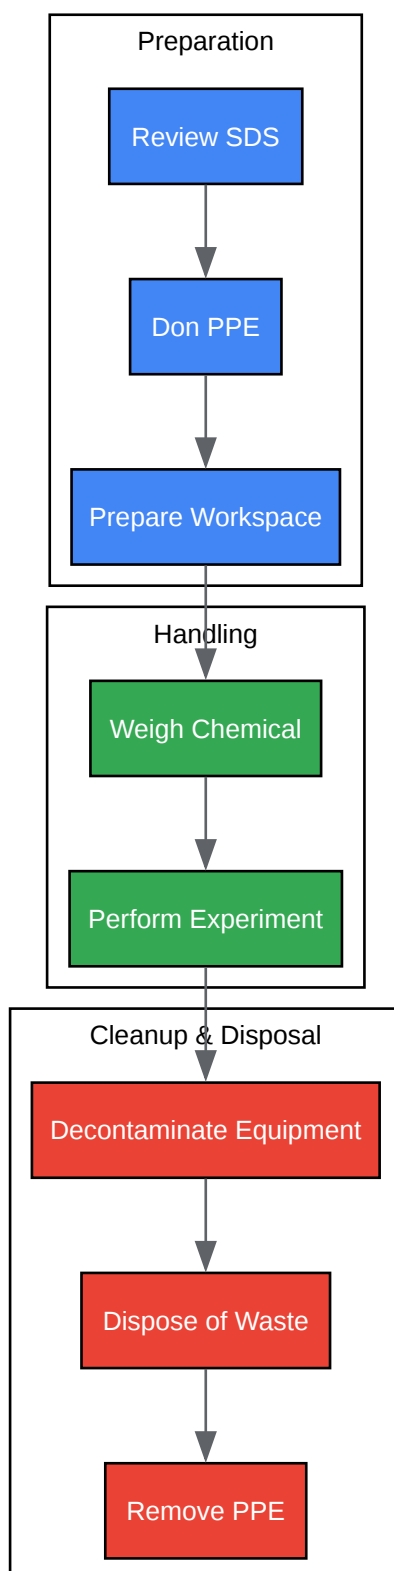 Preparation
Review SDS
Don PPE
Prepare Workspace
Handling
Weigh Chemical
Perform Experiment
Cleanup & Disposal
Decontaminate Equipment
Dispose of Waste
Remove PPE